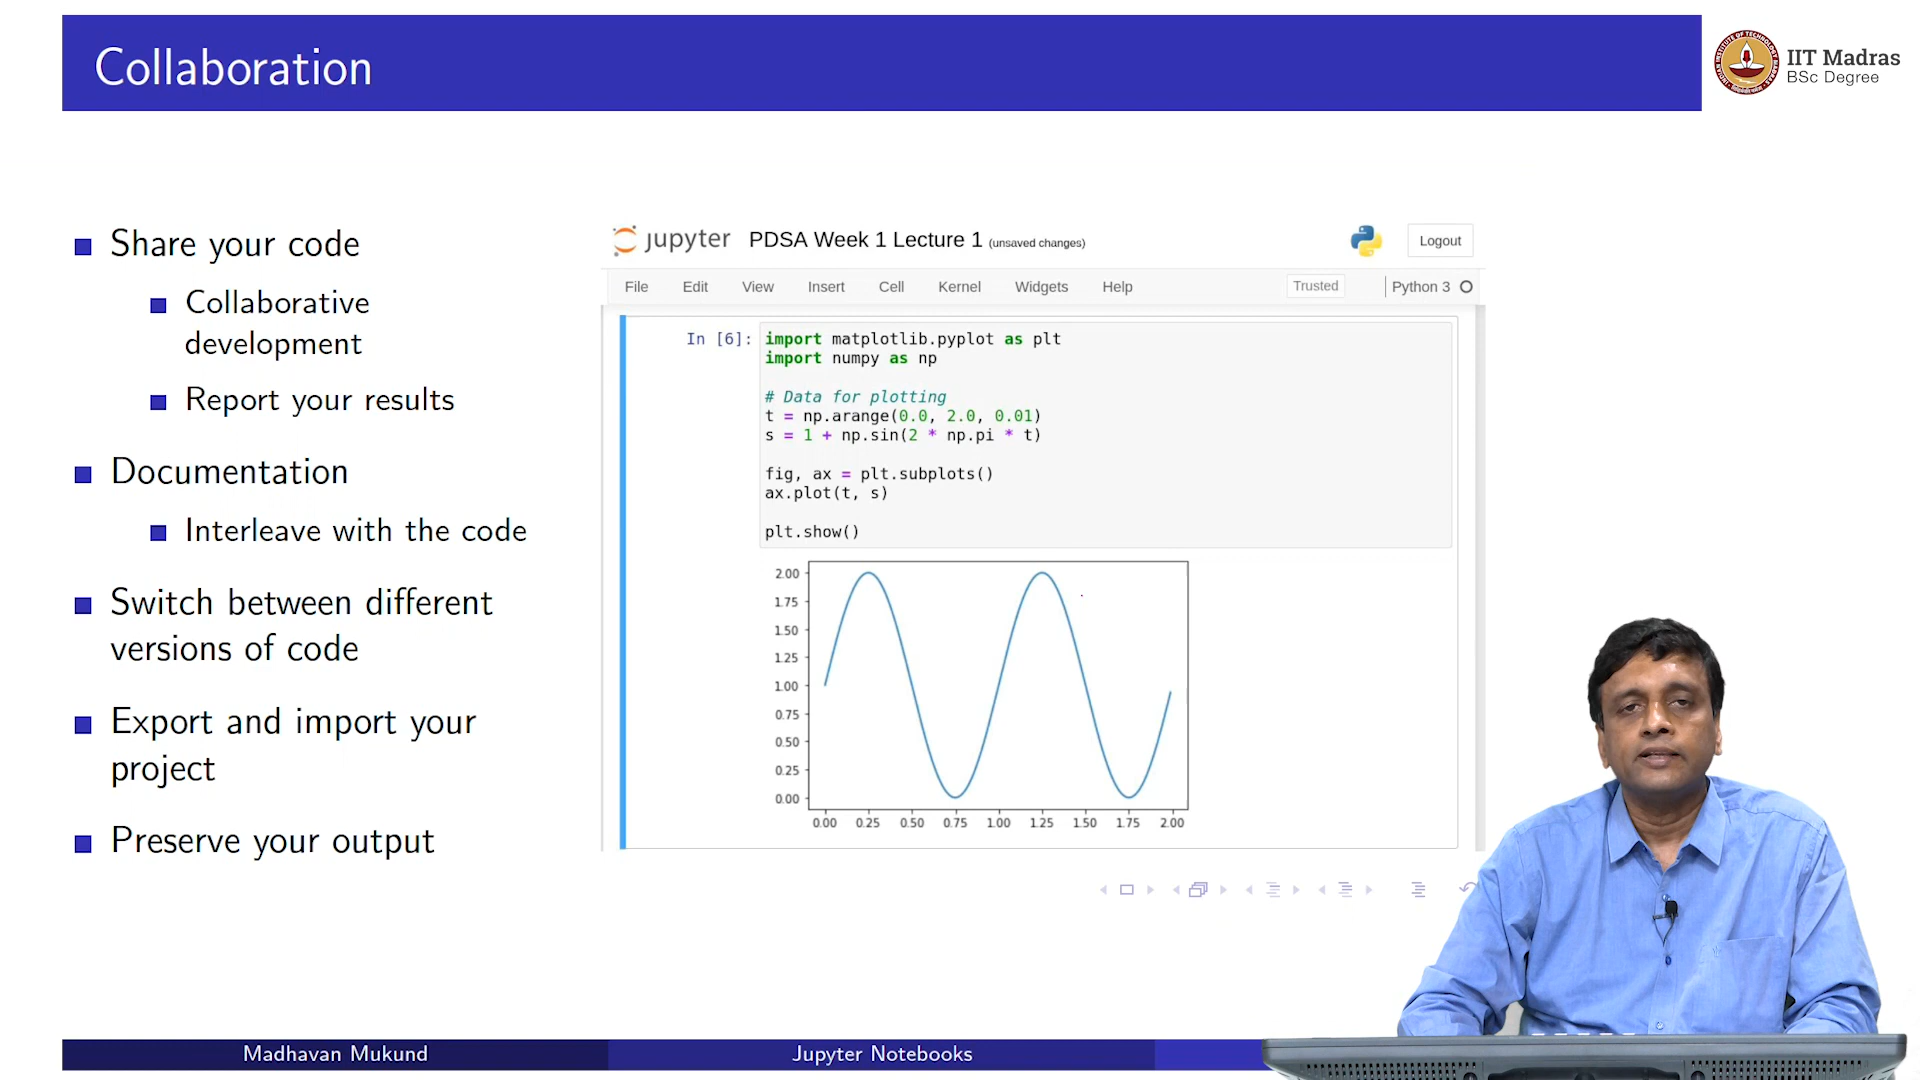 Collaboration
IIT Madras
BSc Degree
Share your code
Collaborative
development
Report your results
Documentation
Interleave with the code
Switch between different
versions of code
Export and import your
project
Preserve your output
jupyter PDSA Week 1 Lecture 1 (unsaved changes)
Logout
File Edit View Insert Cell Kernel Widgets Help Trusted Python 3
In [6]: import matplotlib.pyplot as plt
import numpy as np
# Data for plotting
t = np.arange(0.0, 2.0, 0.01)
s = 1 + np.sin(2 * np.pi * t)
fig, ax = plt.subplots()
ax.plot(t, s)
plt.show()
2.00
1.75
1.50
1.25
1.00
0.75
0.50
0.25
0.00
0.00 0.25 0.50 0.75 1.00 1.25 1.50 1.75 2.00
Madhavan Mukund
Jupyter Notebooks